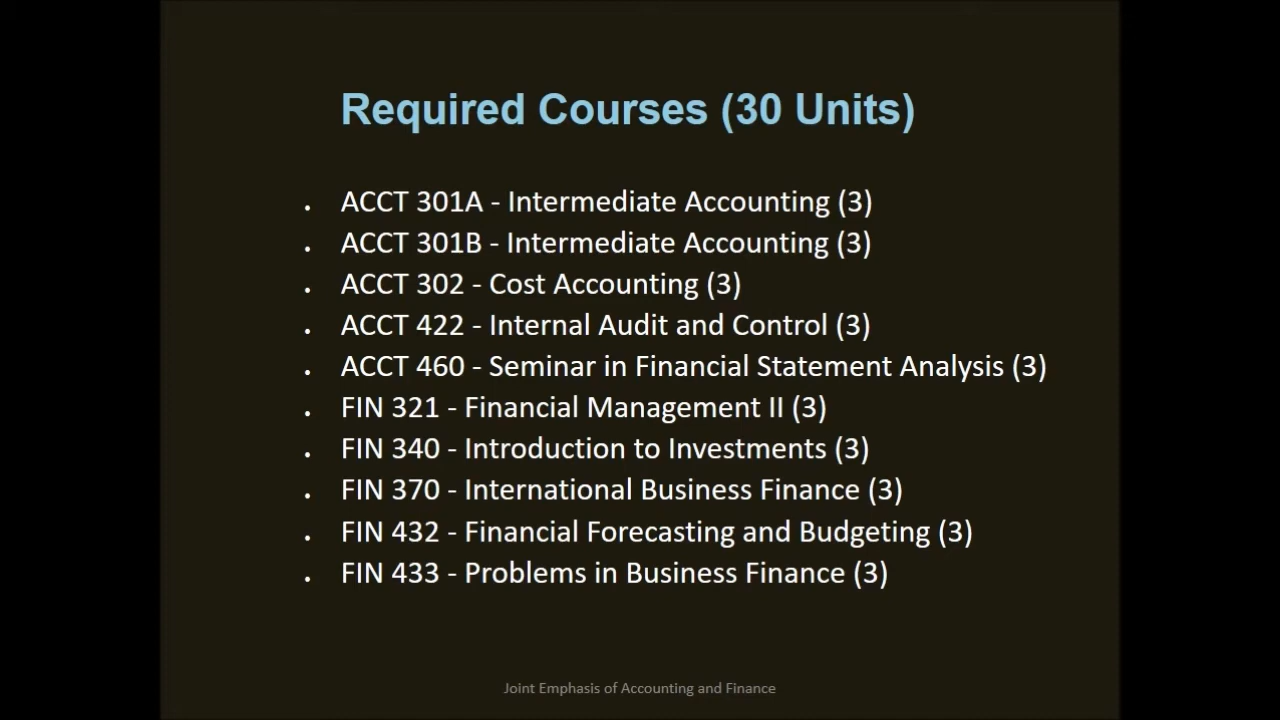 Required Courses (30 Units)
• ACCT 301A - Intermediate Accounting (3)
• ACCT 301B - Intermediate Accounting (3)
• ACCT 302 - Cost Accounting (3)
• ACCT 422 - Internal Audit and Control (3)
• ACCT 460 - Seminar in Financial Statement Analysis (3)
• FIN 321 - Financial Management II (3)
• FIN 340 - Introduction to Investments (3)
• FIN 370 - International Business Finance (3)
• FIN 432 - Financial Forecasting and Budgeting (3)
• FIN 433 - Problems in Business Finance (3)
Joint Emphasis of Accounting and Finance